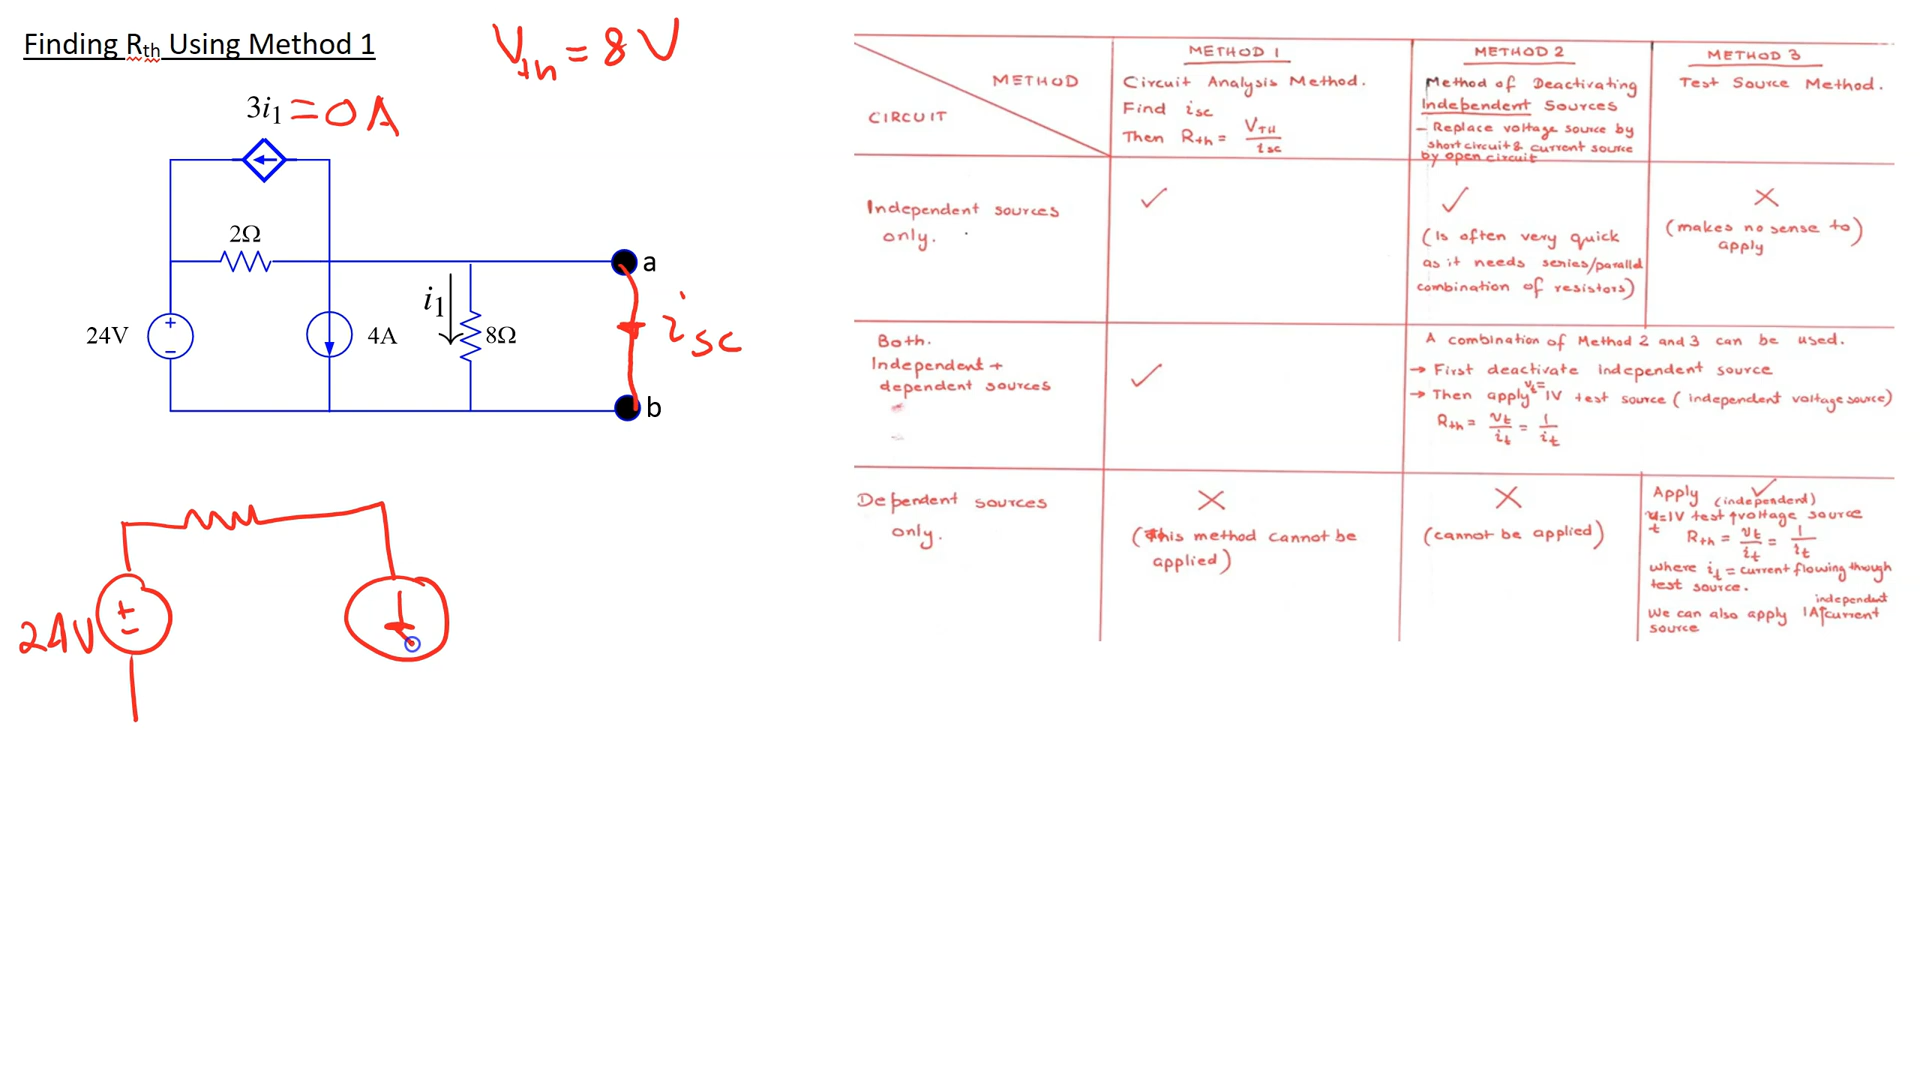 Finding Rth Using Method 1
Vth = 8V
3i1 = 0A
2Ω
24V
4A
i1
8Ω
a
b
isc
24V
METHOD
CIRCUIT
METHOD 1
Circuit Analysis Method.
Find isc
Then Rth = VTH / isc
METHOD 2
Method of Deactivating
Independent Sources
– Replace voltage source by
short circuit & current source
by open circuit
METHOD 3
Test Source Method.
Independent sources
only.
✓
✓
(Is often very quick
as it needs series/parallel
combination of resistors)
X
(makes no sense to)
apply
Both.
Independent +
dependent sources
✓
A combination of Method 2 and 3 can be used.
→ First deactivate independent source
→ Then apply vt= 1V test source (independent voltage source)
Rth = vt / it = 1 / it
Dependent sources
only.
X
(This method cannot be
applied)
X
(cannot be applied)
✓
Apply (independent)
vt=1V test ↑voltage source
Rth = vt / it = 1 / it
where it = current flowing though
test source.
independent
We can also apply 1A↑current
source